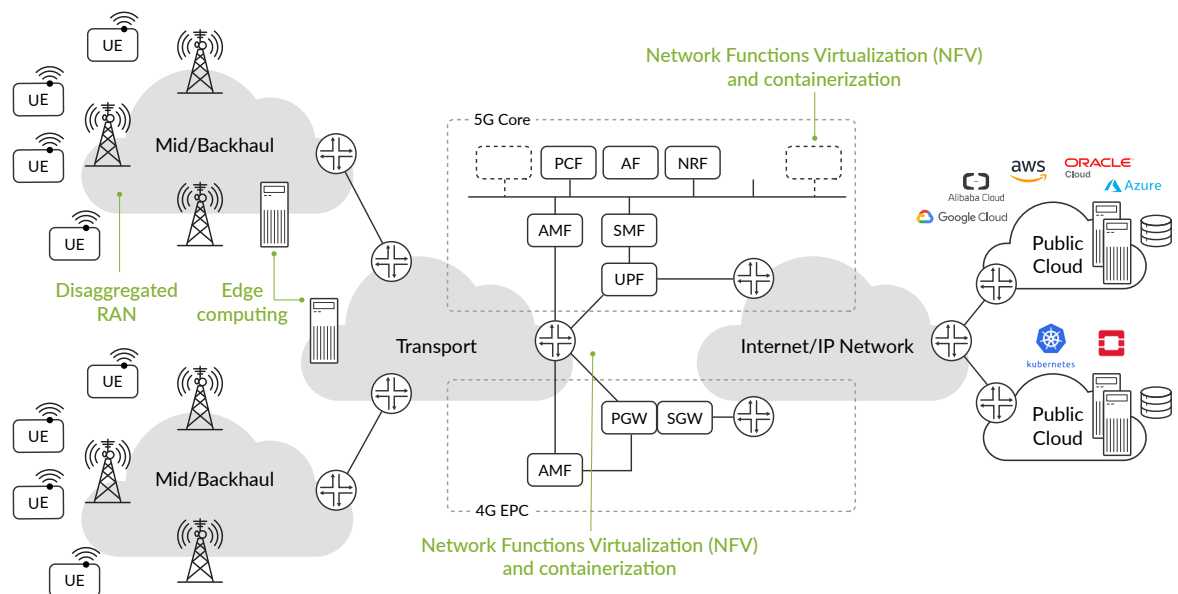 UE
UE
UE
UE
Mid/Backhaul
Disaggregated
RAN
Edge
computing
UE
UE
UE
UE
Mid/Backhaul
Transport
Network Functions Virtualization (NFV)
and containerization
5G Core
PCF
AF
NRF
AMF
SMF
UPF
Internet/IP Network
PGW
SGW
AMF
4G EPC
Network Functions Virtualization (NFV)
and containerization
aws
ORACLE
Cloud
Alibaba Cloud
Azure
Google Cloud
Public
Cloud
kubernetes
Public
Cloud